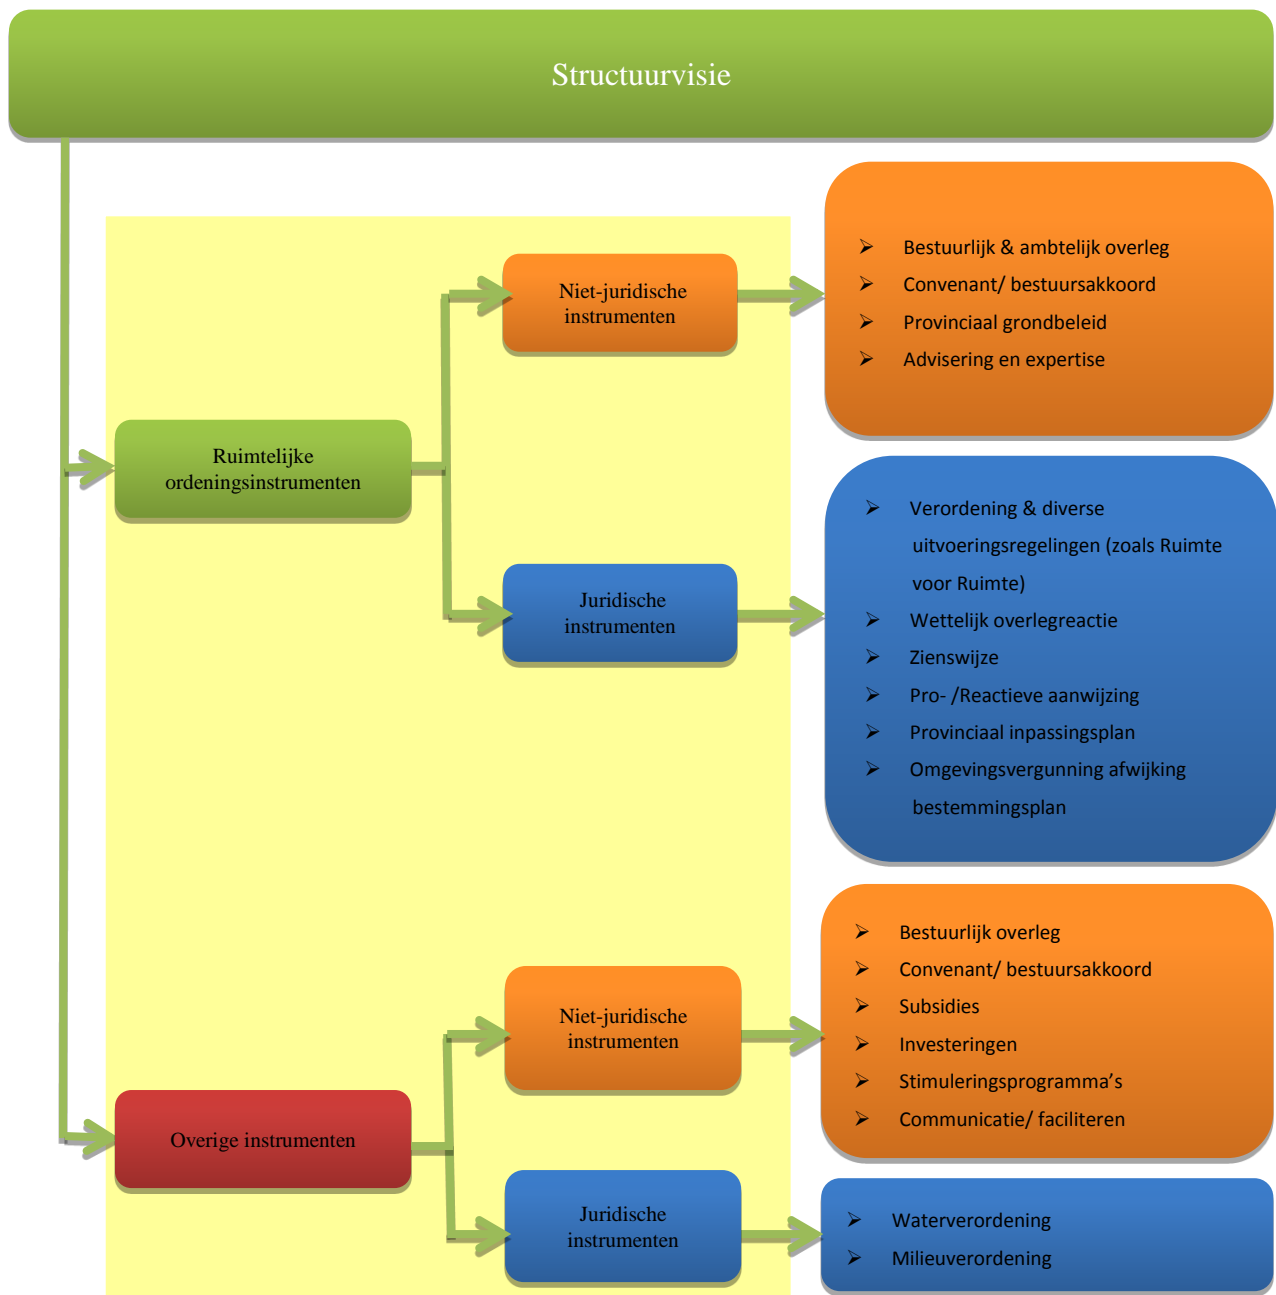 Structuurvisie
Ruimtelijke
ordeningsinstrumenten
Niet-juridische
instrumenten
➢ Bestuurlijk & ambtelijk overleg
➢ Convenant/ bestuursakkoord
➢ Provinciaal grondbeleid
➢ Advisering en expertise
Juridische
instrumenten
➢ Verordening & diverse
uitvoeringsregelingen (zoals Ruimte
voor Ruimte)
➢ Wettelijk overlegreactie
➢ Zienswijze
➢ Pro- /Reactieve aanwijzing
➢ Provinciaal inpassingsplan
➢ Omgevingsvergunning afwijking
bestemmingsplan
Overige instrumenten
Niet-juridische
instrumenten
➢ Bestuurlijk overleg
➢ Convenant/ bestuursakkoord
➢ Subsidies
➢ Investeringen
➢ Stimuleringsprogramma’s
➢ Communicatie/ faciliteren
Juridische
instrumenten
➢ Waterverordening
➢ Milieuverordening